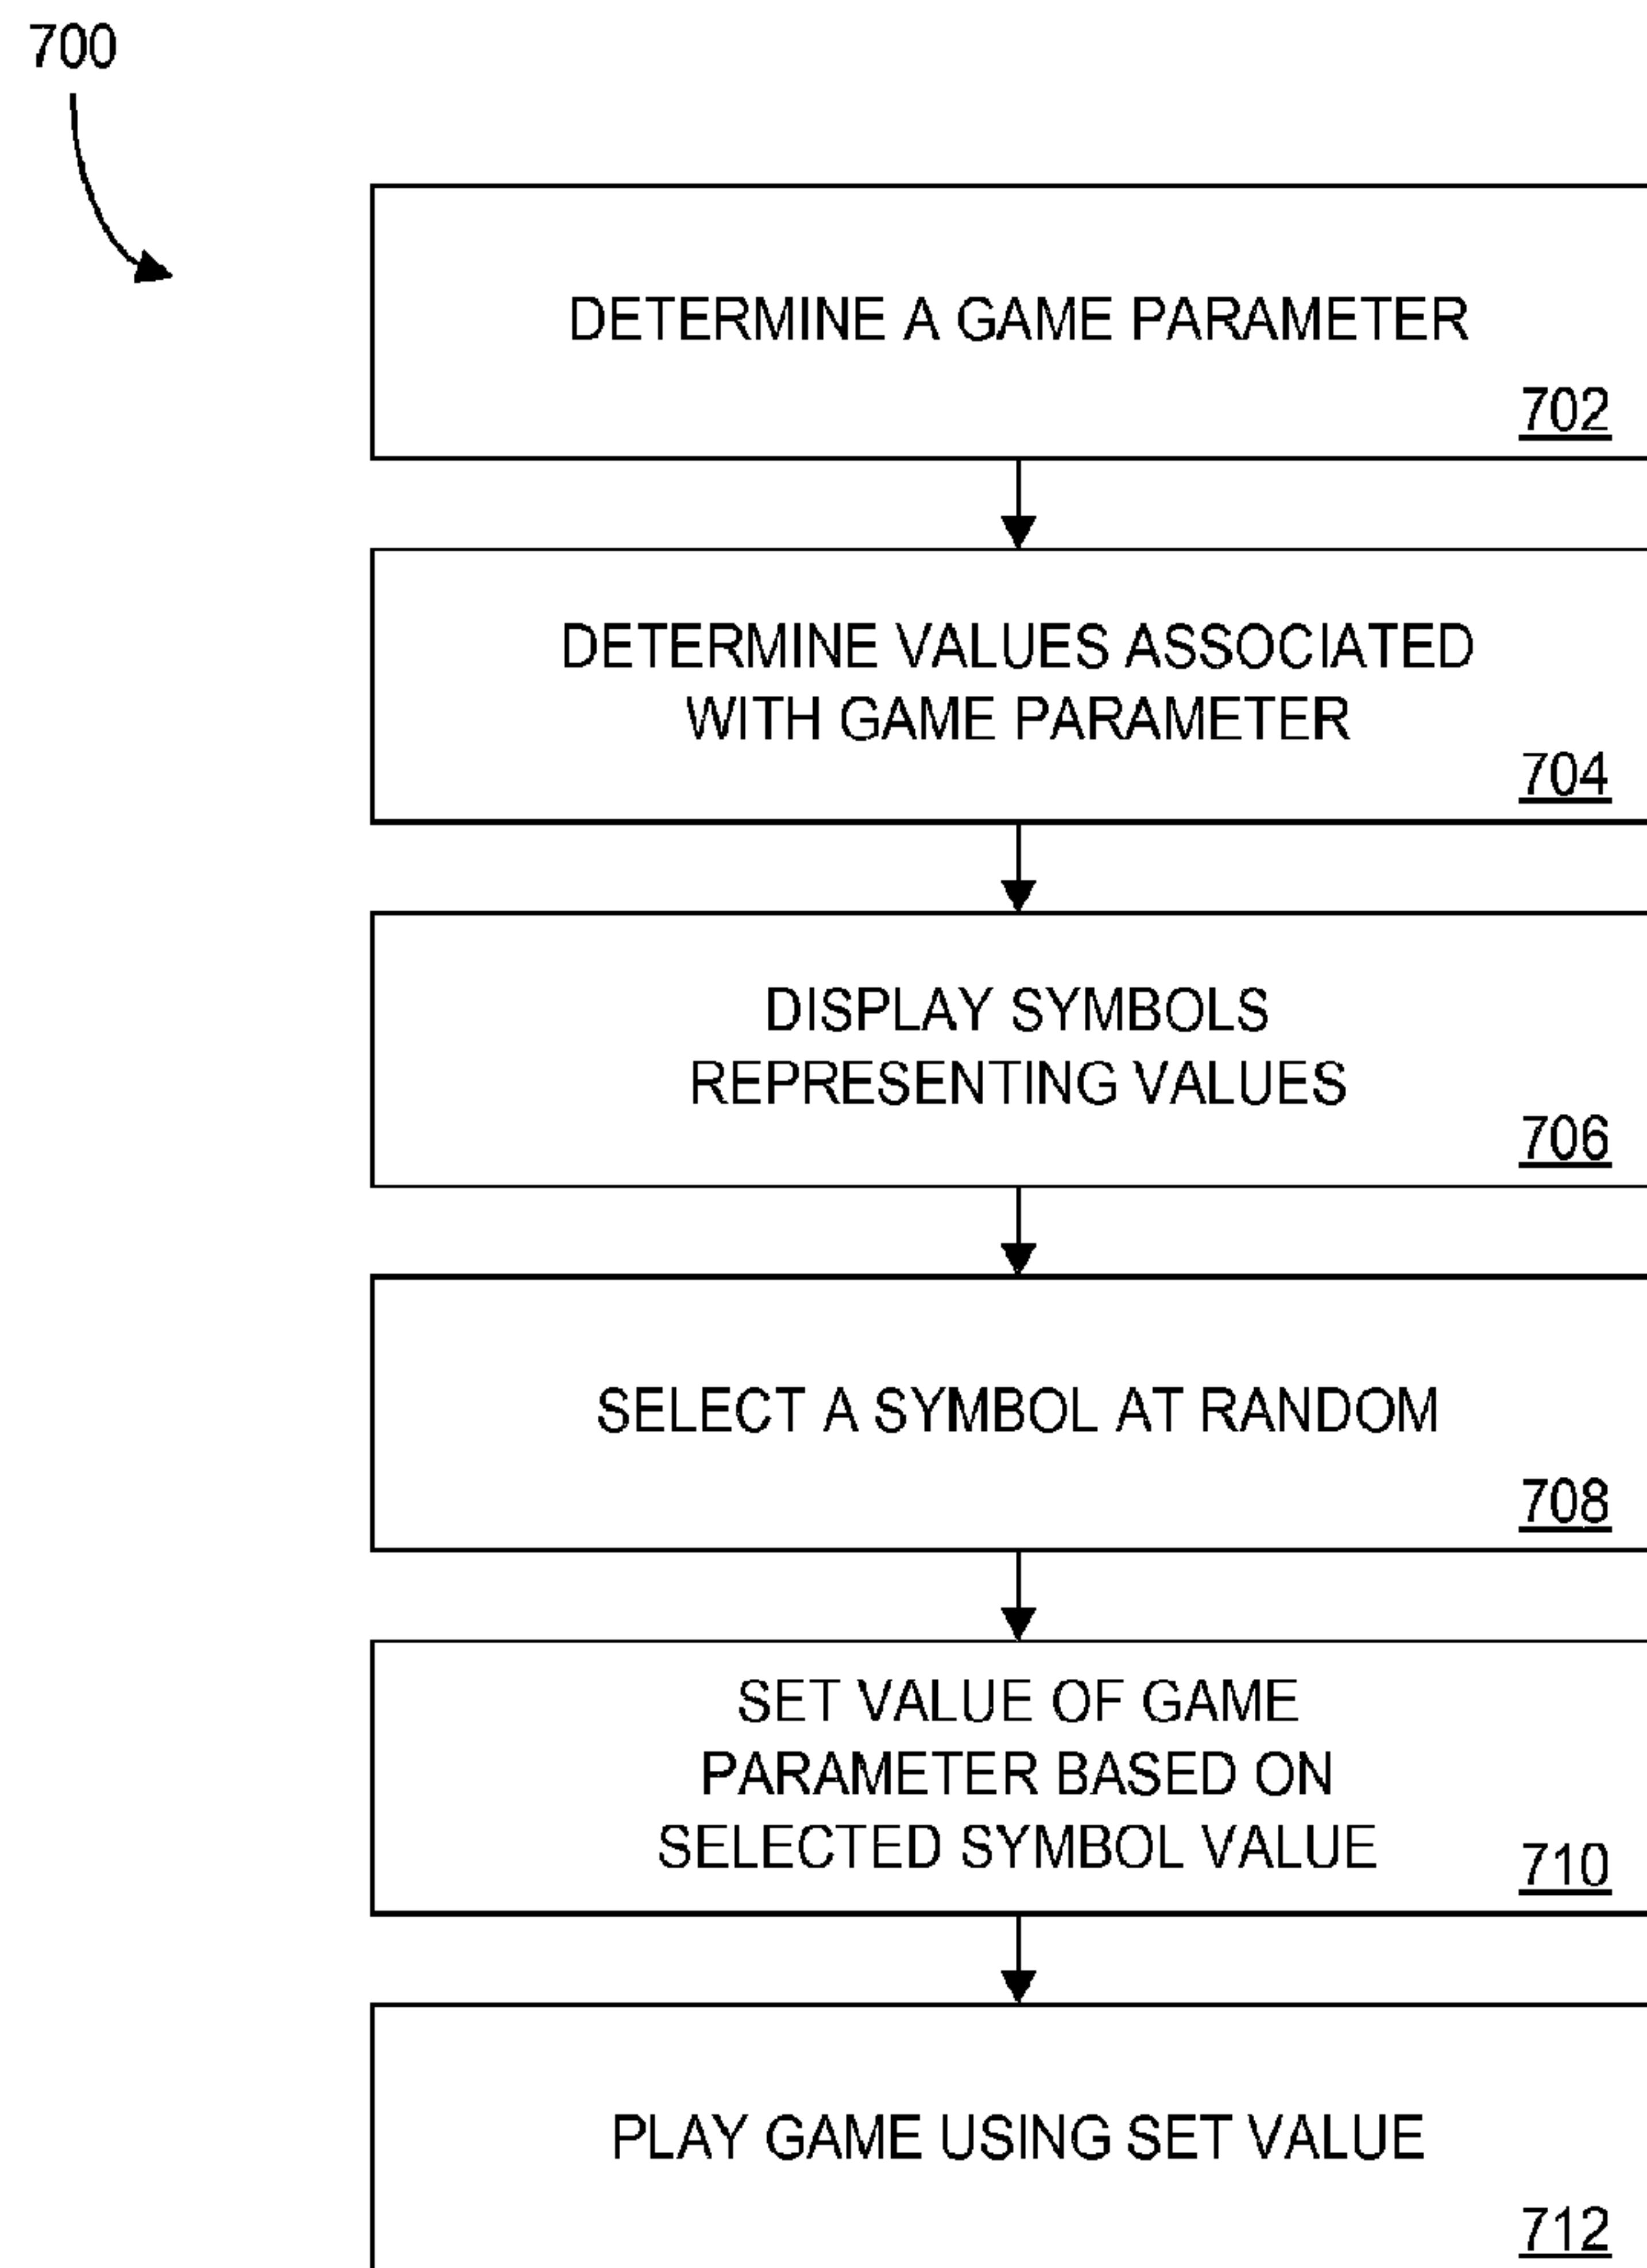 700
DETERMINE A GAME PARAMETER
702
DETERMINE VALUES ASSOCIATED
WITH GAME PARAMETER
704
DISPLAY SYMBOLS
REPRESENTING VALUES
706
SELECT A SYMBOL AT RANDOM
708
SET VALUE OF GAME
PARAMETER BASED ON
SELECTED SYMBOL VALUE
710
PLAY GAME USING SET VALUE
712